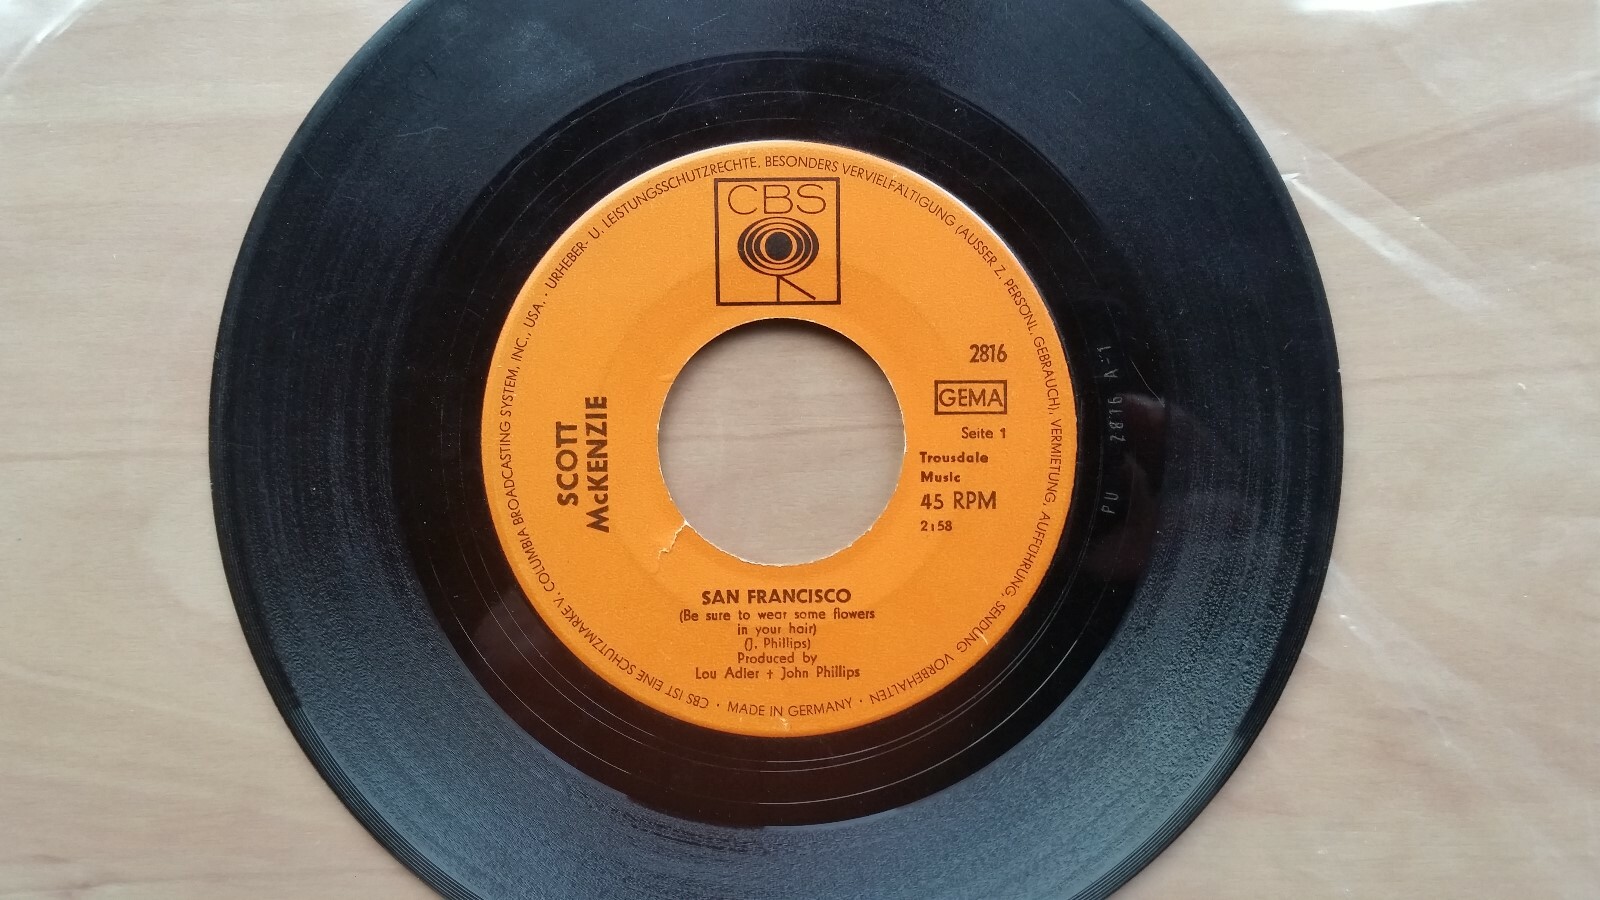 CBS IST EINE SCHUTZMARKE V. COLUMBIA BROADCASTING SYSTEM, INC., USA. · URHEBER- U. LEISTUNGSSCHUTZRECHTE, BESONDERS VERVIELFÄLTIGUNG (AUSSER Z. PERSÖNL. GEBRAUCH), VERMIETUNG, AUFFÜHRUNG, SENDUNG VORBEHALTEN · MADE IN GERMANY ·
CBS
2816
GEMA
Seite 1
Trousdale
Music
45 RPM
2:58
SCOTT
McKENZIE
SAN FRANCISCO
(Be sure to wear some flowers
in your hair)
(J. Phillips)
Produced by
Lou Adler + John Phillips
PU 2816 A-1